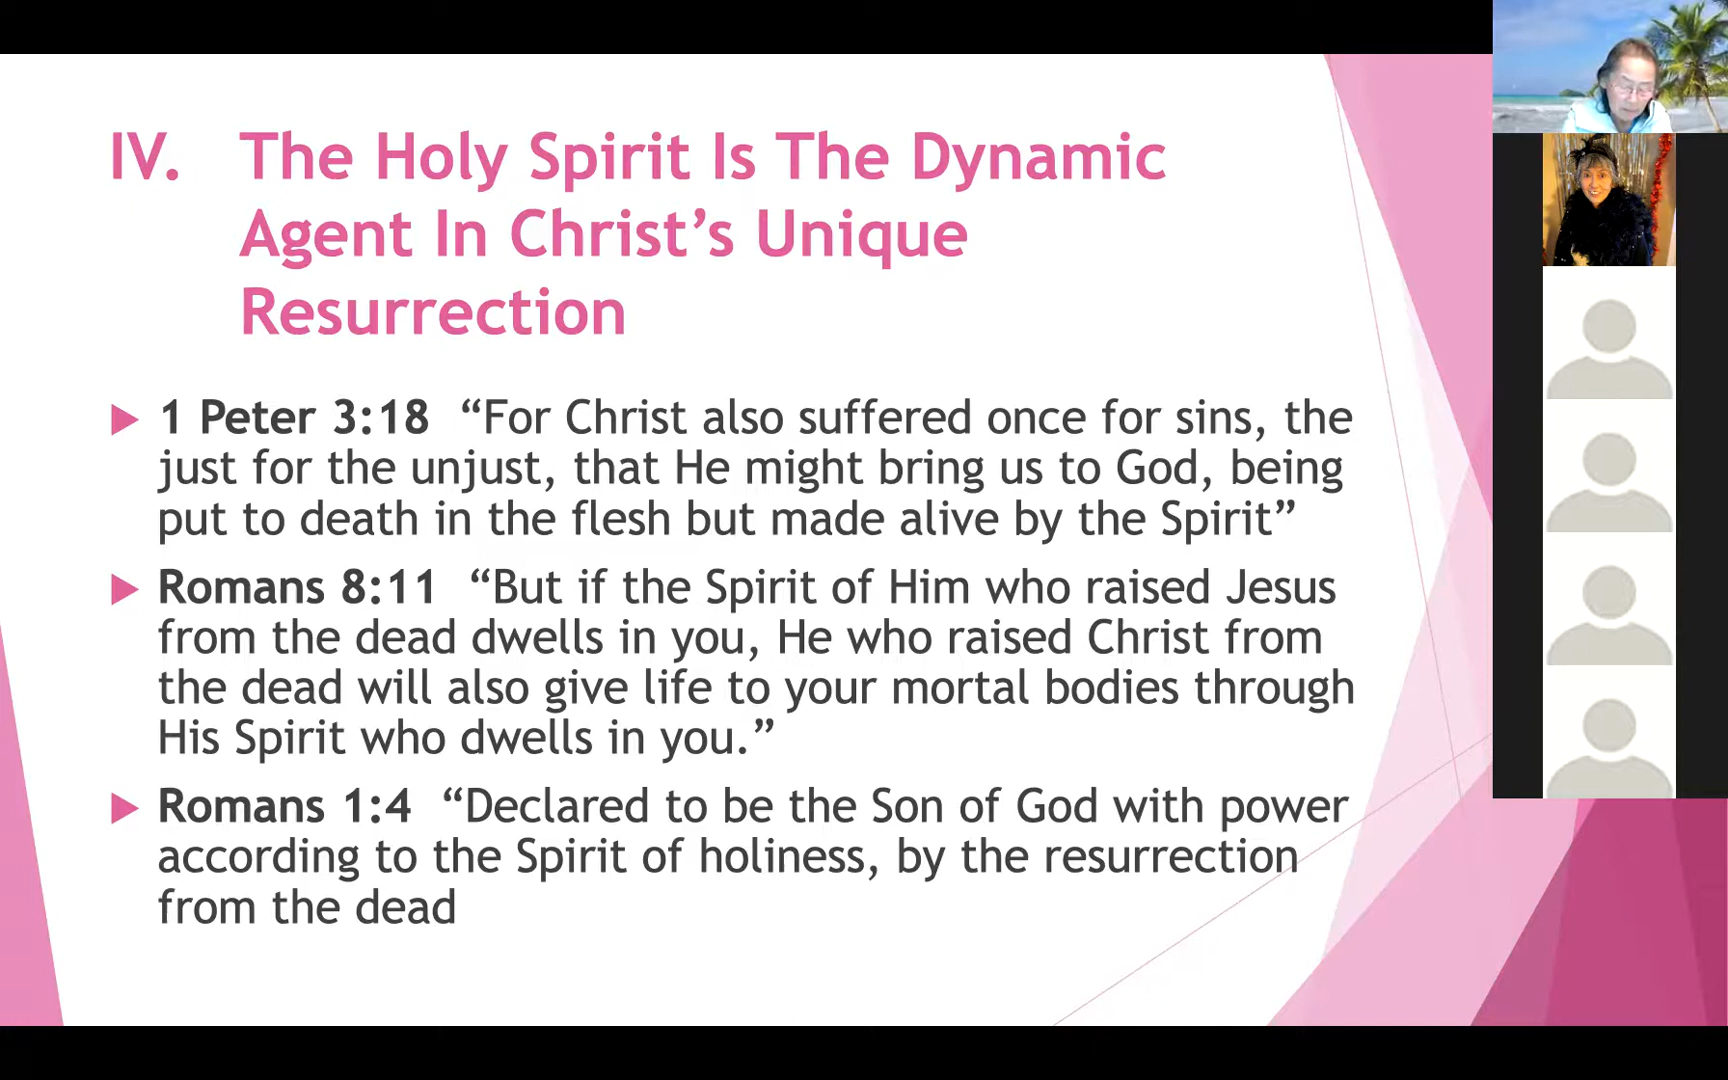 IV. The Holy Spirit Is The Dynamic
Agent In Christ’s Unique
Resurrection
1 Peter 3:18 “For Christ also suffered once for sins, the
just for the unjust, that He might bring us to God, being
put to death in the flesh but made alive by the Spirit”
Romans 8:11 “But if the Spirit of Him who raised Jesus
from the dead dwells in you, He who raised Christ from
the dead will also give life to your mortal bodies through
His Spirit who dwells in you.”
Romans 1:4 “Declared to be the Son of God with power
according to the Spirit of holiness, by the resurrection
from the dead